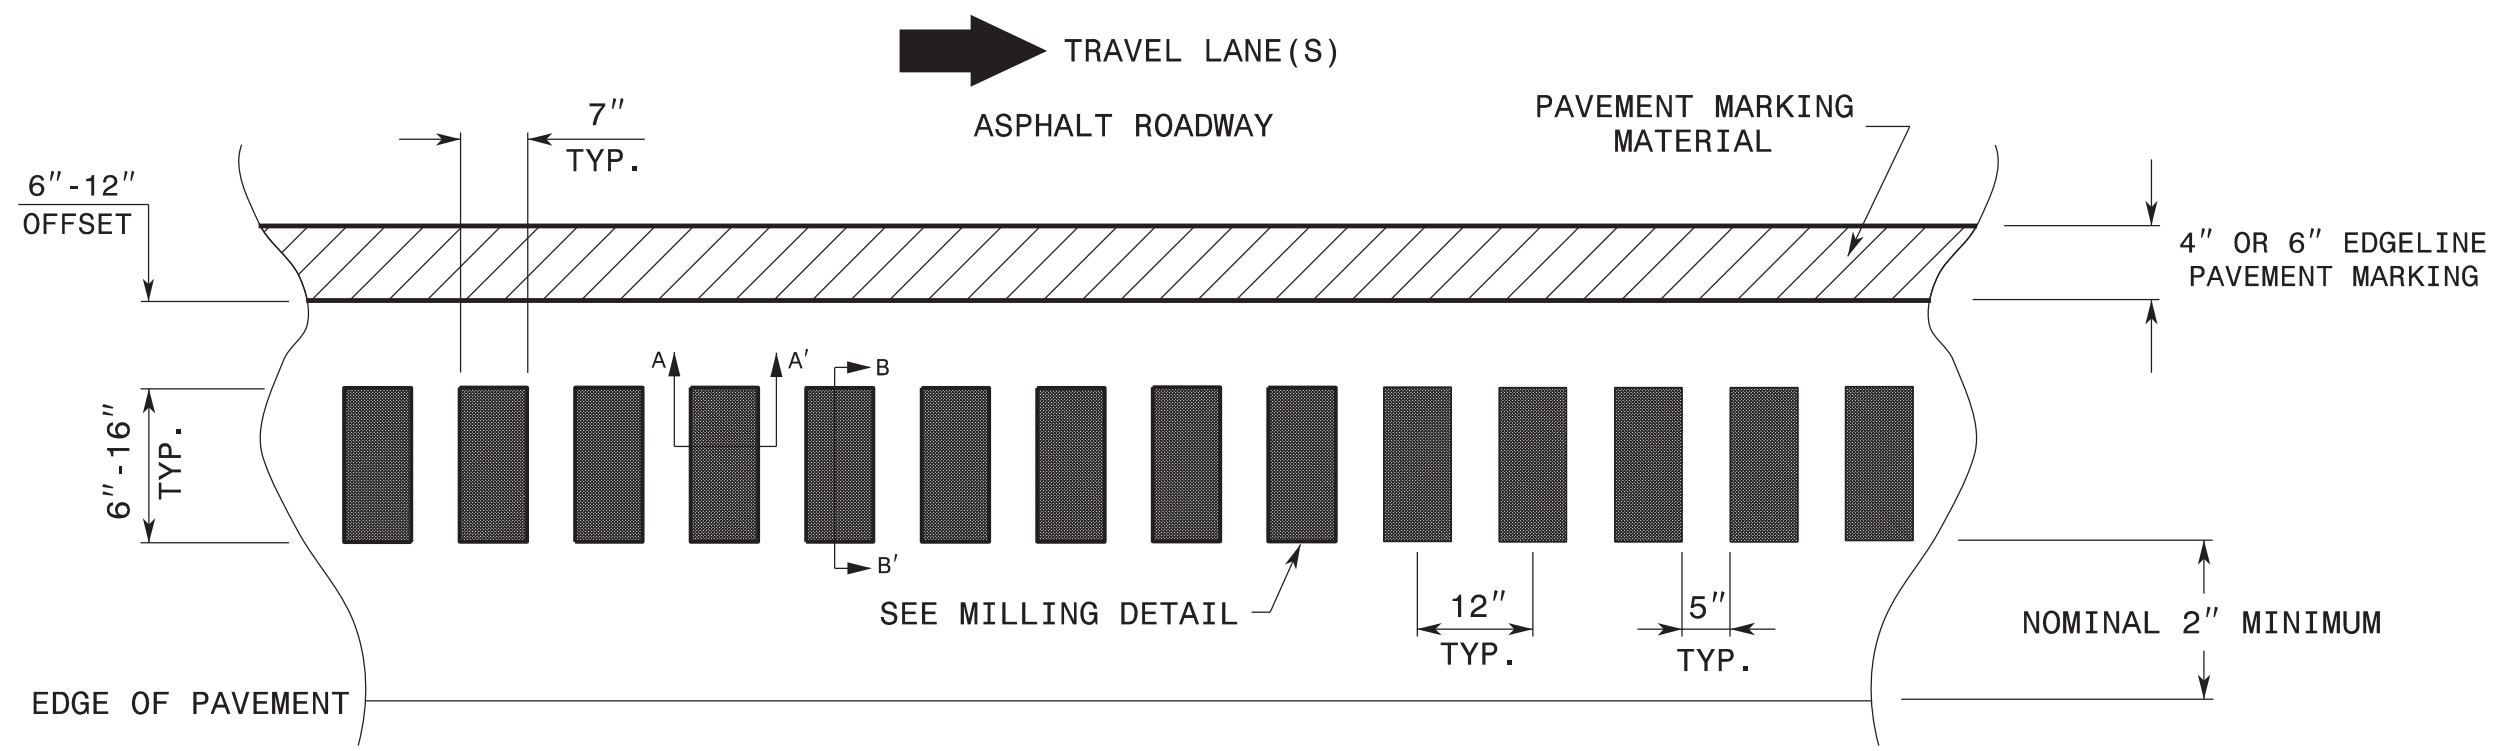 TRAVEL LANE(S)
ASPHALT ROADWAY
7"
TYP.
PAVEMENT MARKING
MATERIAL
6"-12"
OFFSET
4" OR 6" EDGELINE
PAVEMENT MARKING
A
A'
B
6"-16"
TYP.
B'
SEE MILLING DETAIL
12"
TYP.
5"
TYP.
NOMINAL 2" MINIMUM
EDGE OF PAVEMENT